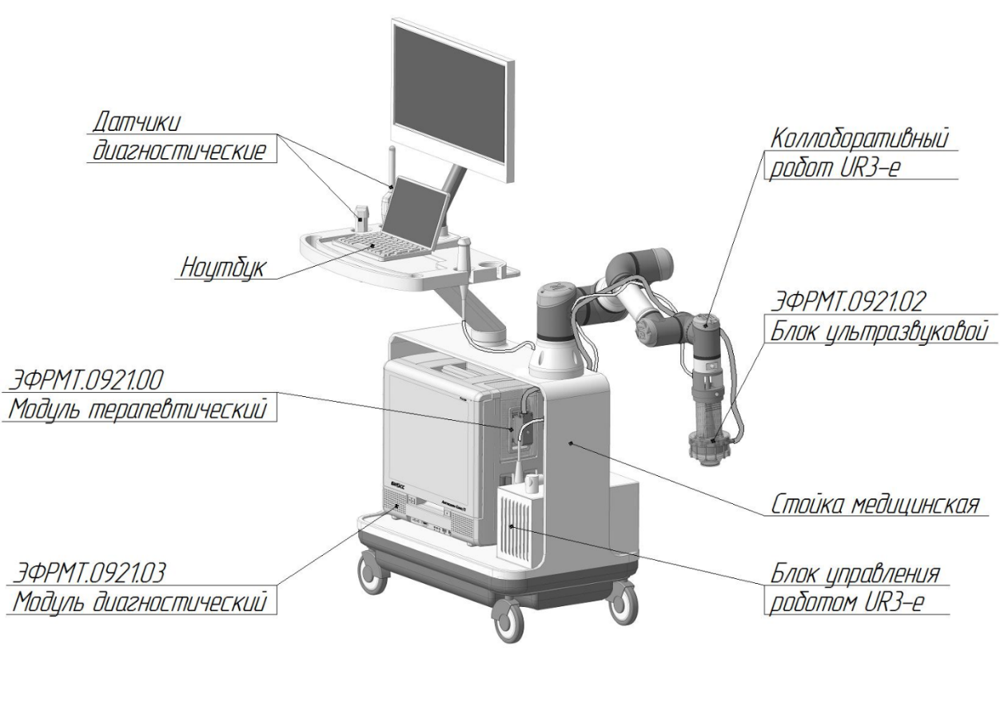 Датчики
диагностические
Ноутбук
ЭФРМТ.0921.00
Модуль терапевтический
ЭФРМТ.0921.03
Модуль диагностический
Коллоборативный
робот UR3-е
ЭФРМТ.0921.02
Блок ультразвуковой
Стойка медицинская
Блок управления
роботом UR3-е
БИОСС